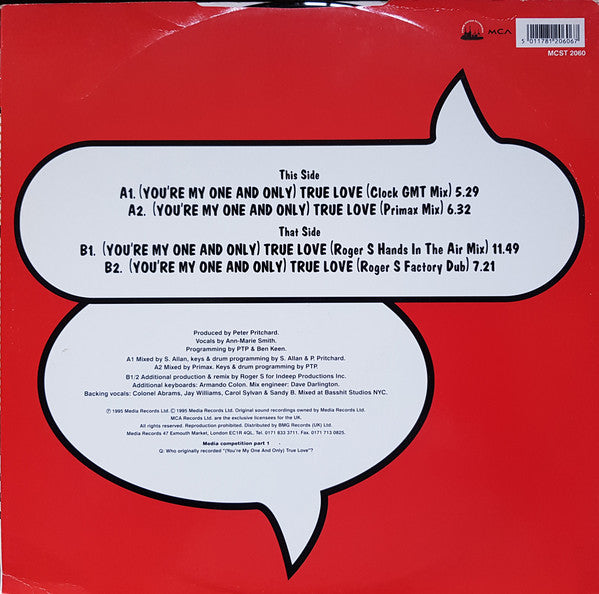 MCA
5 011781 206067
MCST 2060
This Side
A1. (YOU'RE MY ONE AND ONLY) TRUE LOVE (Clock GMT Mix) 5.29
A2. (YOU'RE MY ONE AND ONLY) TRUE LOVE (Primax Mix) 6.32
That Side
B1. (YOU'RE MY ONE AND ONLY) TRUE LOVE (Roger S Hands In The Air Mix) 11.49
B2. (YOU'RE MY ONE AND ONLY) TRUE LOVE (Roger S Factory Dub) 7.21
Produced by Peter Pritchard.
Vocals by Ann-Marie Smith.
Programming by PTP & Ben Keen.
A1 Mixed by S. Allan, keys & drum programming by S. Allan & P. Pritchard.
A2 Mixed by Primax. Keys & drum programming by PTP.
B1/2 Additional production & remix by Roger S for Indeep Productions Inc.
Additional keyboards: Armando Colon. Mix engineer: Dave Darlington.
Backing vocals: Colonel Abrams, Jay Williams, Carol Sylvan & Sandy B. Mixed at Basshit Studios NYC.
℗ 1995 Media Records Ltd. © 1995 Media Records Ltd. Original sound recordings owned by Media Records Ltd.
MCA Records Ltd. are the exclusive licensees for the UK.
All rights reserved. Reproduction prohibited. Distributed by BMG Records (UK) Ltd.
Media Records 47 Exmouth Market, London EC1R 4QL. Tel. 0171 833 3711. Fax. 0171 713 0825.
Media competition part 1
Q: Who originally recorded "(You're My One And Only) True Love"?